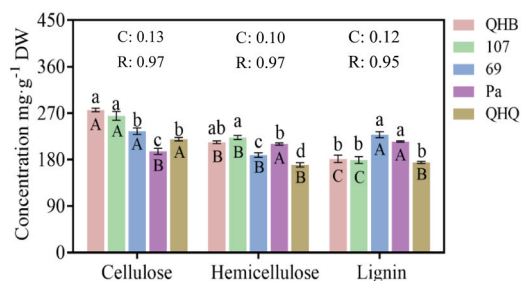 Concentration mg·g⁻¹ DW
450
360
270
180
90
0
C: 0.13
R: 0.97
C: 0.10
R: 0.97
C: 0.12
R: 0.95
a a b c b
A A A B A
ab a c b d
B B B A B
b b a a b
C C A A B
Cellulose Hemicellulose Lignin
QHB
107
69
Pa
QHQ